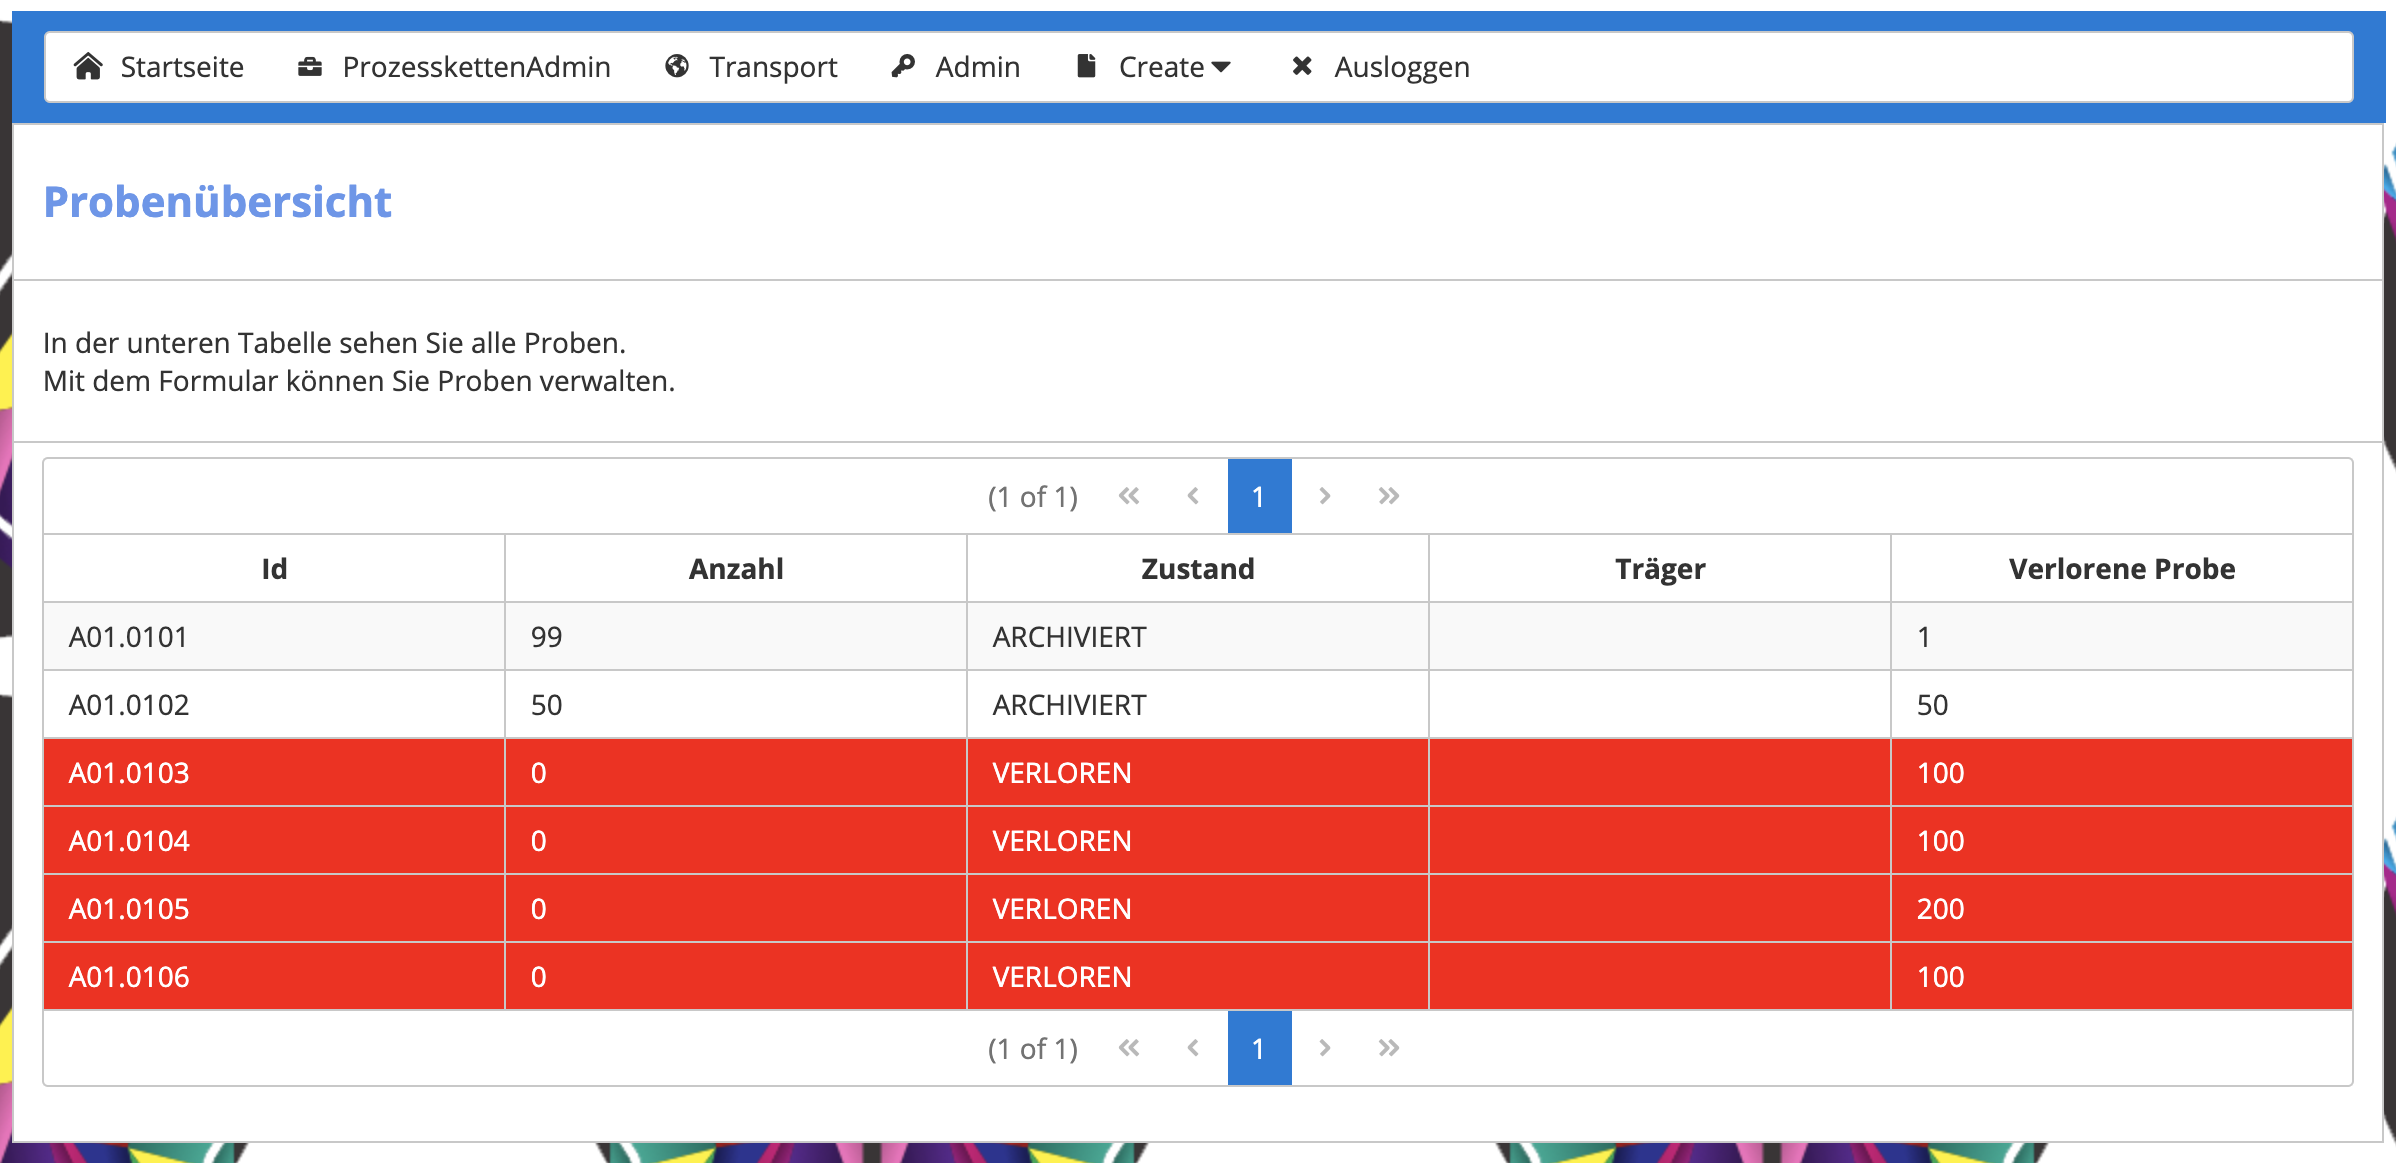 Startseite ProzesskettenAdmin Transport Admin Create Ausloggen
Probenübersicht
In der unteren Tabelle sehen Sie alle Proben.
Mit dem Formular können Sie Proben verwalten.
(1 of 1) « ‹ 1 › »
Id Anzahl Zustand Träger Verlorene Probe
A01.0101 99 ARCHIVIERT 1
A01.0102 50 ARCHIVIERT 50
A01.0103 0 VERLOREN 100
A01.0104 0 VERLOREN 100
A01.0105 0 VERLOREN 200
A01.0106 0 VERLOREN 100
(1 of 1) « ‹ 1 › »